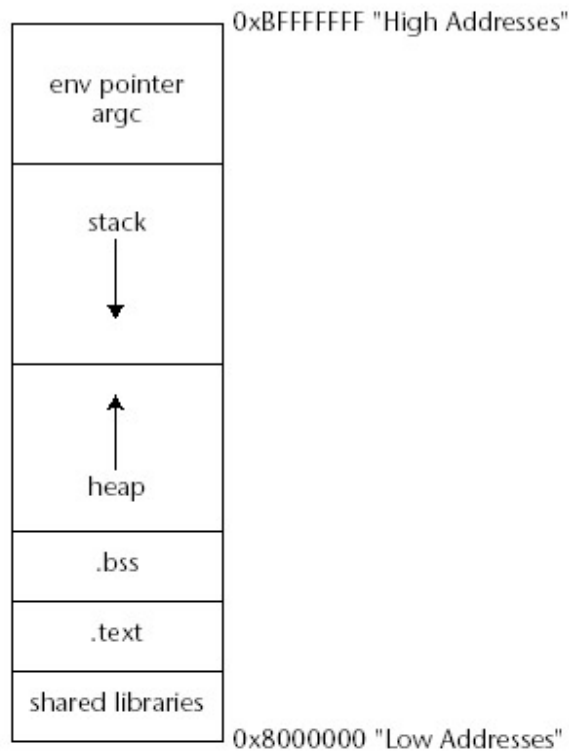 0xBFFFFFFF "High Addresses"
env pointer
argc
stack
heap
.bss
.text
shared libraries
0x8000000 "Low Addresses"